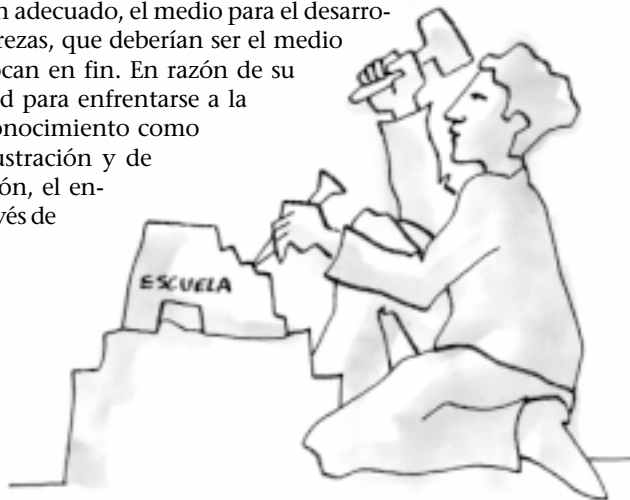 n adecuado, el medio para el desarro-
rezas, que deberían ser el medio
ocan en fin. En razón de su
d para enfrentarse a la
onocimiento como
ustración y de
ón, el en-
vés de
ESCUELA